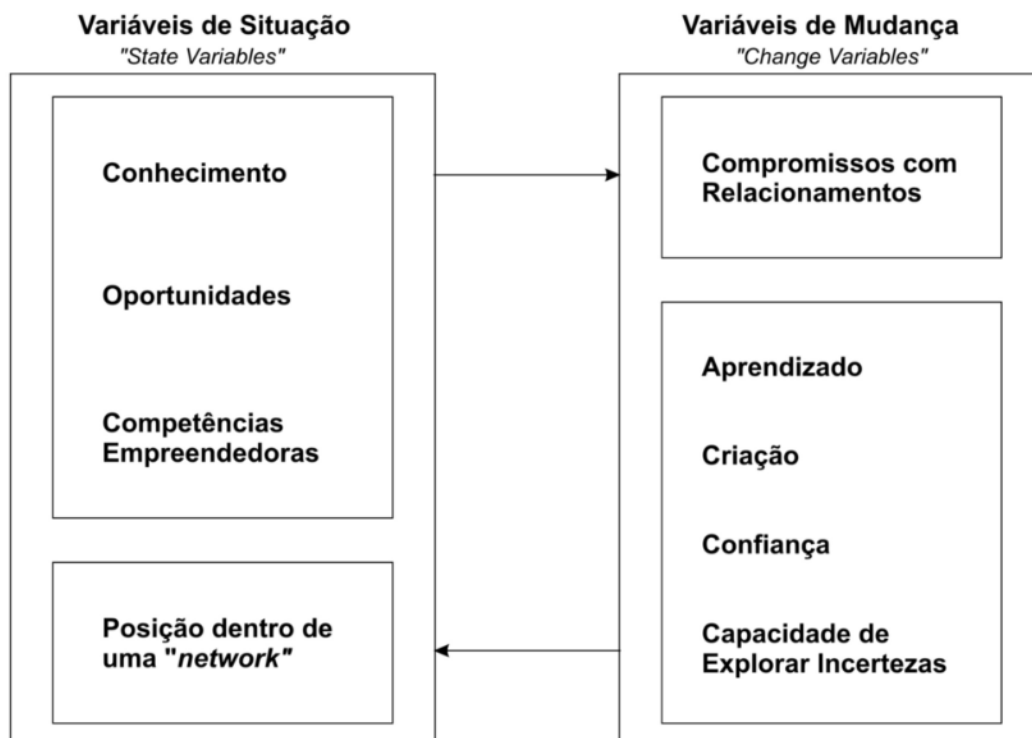 Variáveis de Situação
"State Variables"
Conhecimento
Oportunidades
Competências
Empreendedoras
Posição dentro de
uma "network"
Variáveis de Mudança
"Change Variables"
Compromissos com
Relacionamentos
Aprendizado
Criação
Confiança
Capacidade de
Explorar Incertezas